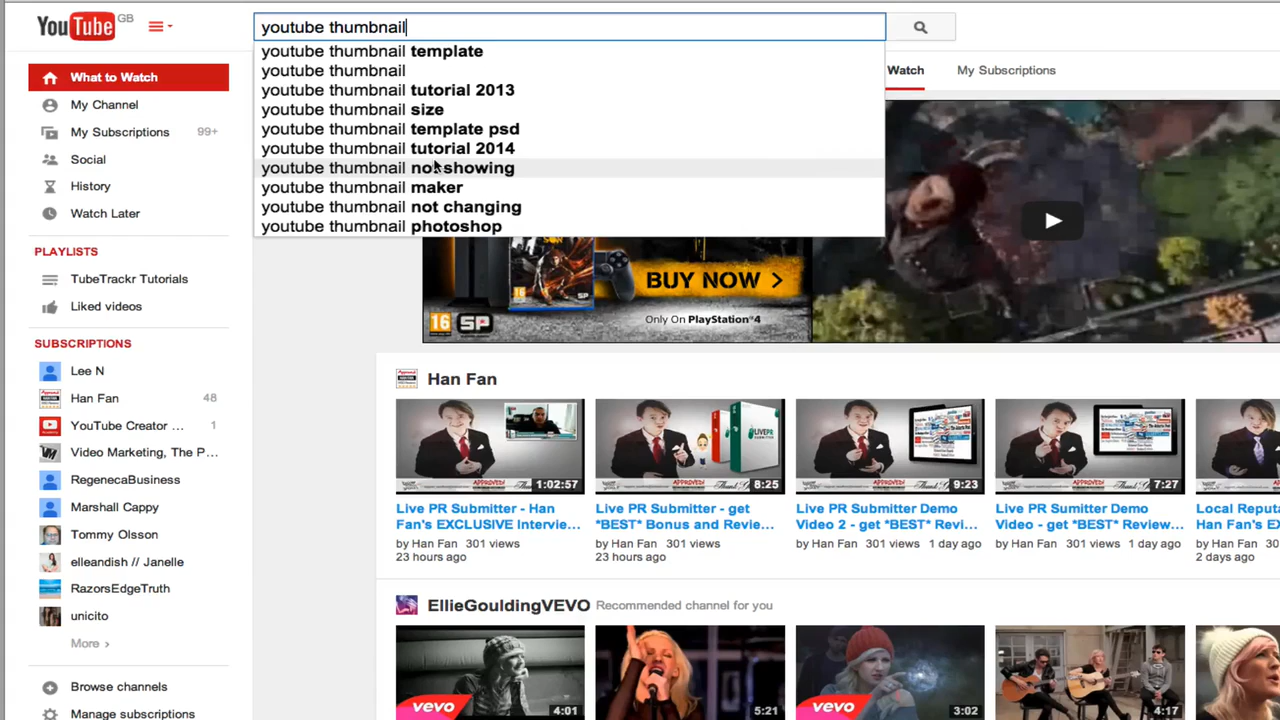 YouTube GB
youtube thumbnail
youtube thumbnail template
youtube thumbnail
youtube thumbnail tutorial 2013
youtube thumbnail size
youtube thumbnail template psd
youtube thumbnail tutorial 2014
youtube thumbnail not showing
youtube thumbnail maker
youtube thumbnail not changing
youtube thumbnail photoshop
Watch
My Subscriptions
What to Watch
My Channel
My Subscriptions 99+
Social
History
Watch Later
PLAYLISTS
TubeTrackr Tutorials
Liked videos
SUBSCRIPTIONS
Lee N
Han Fan 48
YouTube Creator ... 1
Video Marketing, The P...
RegenecaBusiness
Marshall Cappy
Tommy Olsson
elleandish // Janelle
RazorsEdgeTruth
unicito
More >
Browse channels
Manage subscriptions
BUY NOW >
16 SP
Only On PlayStation 4
Han Fan
1:02:57
8:25
9:23
7:27
Live PR Submitter - Han
Fan's EXCLUSIVE Intervie...
by Han Fan 301 views
23 hours ago
Live PR Submitter - get
*BEST* Bonus and Revie...
by Han Fan 301 views
23 hours ago
Live PR Sumitter Demo
Video 2 - get *BEST* Revi...
by Han Fan 301 views 1 day ago
Live PR Sumitter Demo
Video - get *BEST* Review...
by Han Fan 301 views 1 day ago
Local Reputa
Han Fan's EX
by Han Fan 30
2 days ago
EllieGouldingVEVO Recommended channel for you
vevo
4:01
5:21
vevo
3:02
4:17